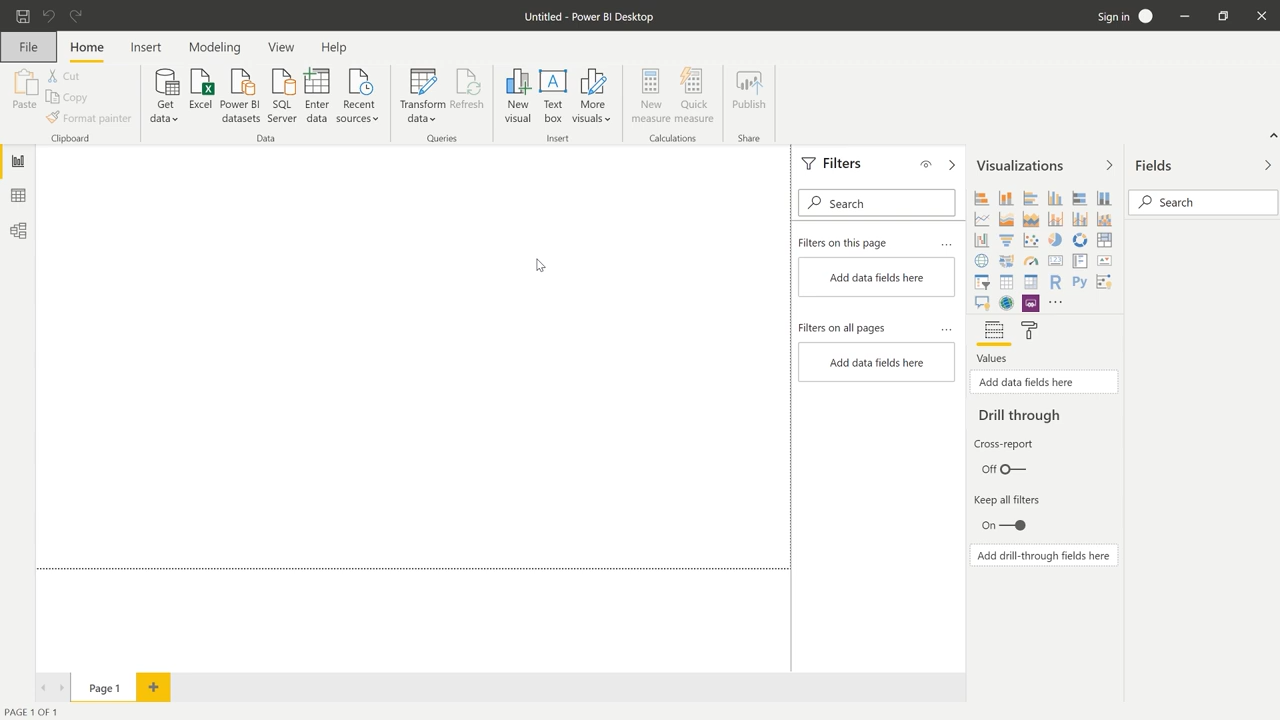 Untitled - Power BI Desktop
Sign in
File
Home
Insert
Modeling
View
Help
Paste
Cut
Copy
Format painter
Clipboard
Get
data
Excel
Power BI
datasets
SQL
Server
Enter
data
Recent
sources
Data
Transform
data
Refresh
Queries
New
visual
Text
box
More
visuals
Insert
New
measure
Quick
measure
Calculations
Publish
Share
Filters
Search
Filters on this page
...
Add data fields here
Filters on all pages
...
Add data fields here
Visualizations
R
Py
...
Values
Add data fields here
Drill through
Cross-report
Off
Keep all filters
On
Add drill-through fields here
Fields
Search
Page 1
PAGE 1 OF 1